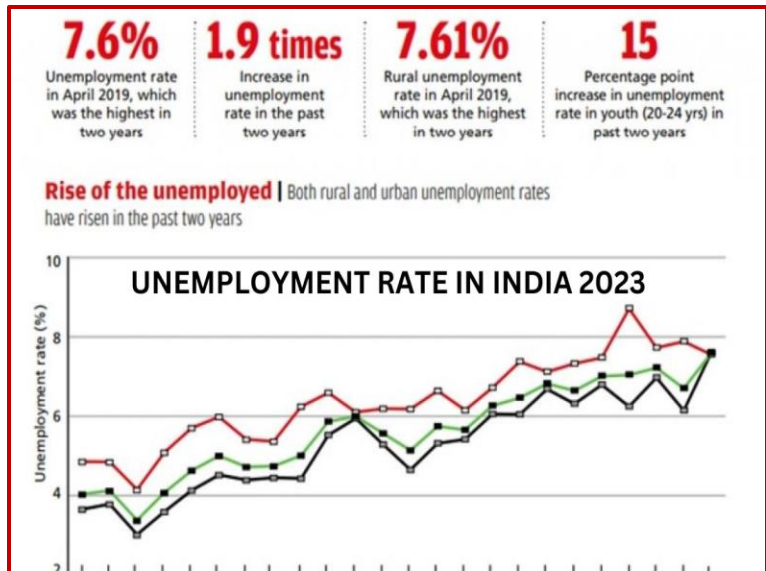 7.6%
Unemployment rate
in April 2019, which
was the highest in
two years
1.9 times
Increase in
unemployment
rate in the past
two years
7.61%
Rural unemployment
rate in April 2019,
which was the highest
in two years
15
Percentage point
increase in unemployment
rate in youth (20-24 yrs) in
past two years
Rise of the unemployed | Both rural and urban unemployment rates
have risen in the past two years
UNEMPLOYMENT RATE IN INDIA 2023
Unemployment rate (%)
10
8
6
4
2